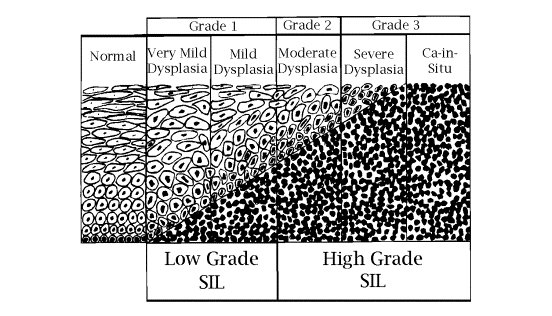 Grade 1
Grade 2
Grade 3
Normal
Very Mild
Dysplasia
Mild
Dysplasia
Moderate
Dysplasia
Severe
Dysplasia
Ca-in-
Situ
Low Grade
SIL
High Grade
SIL